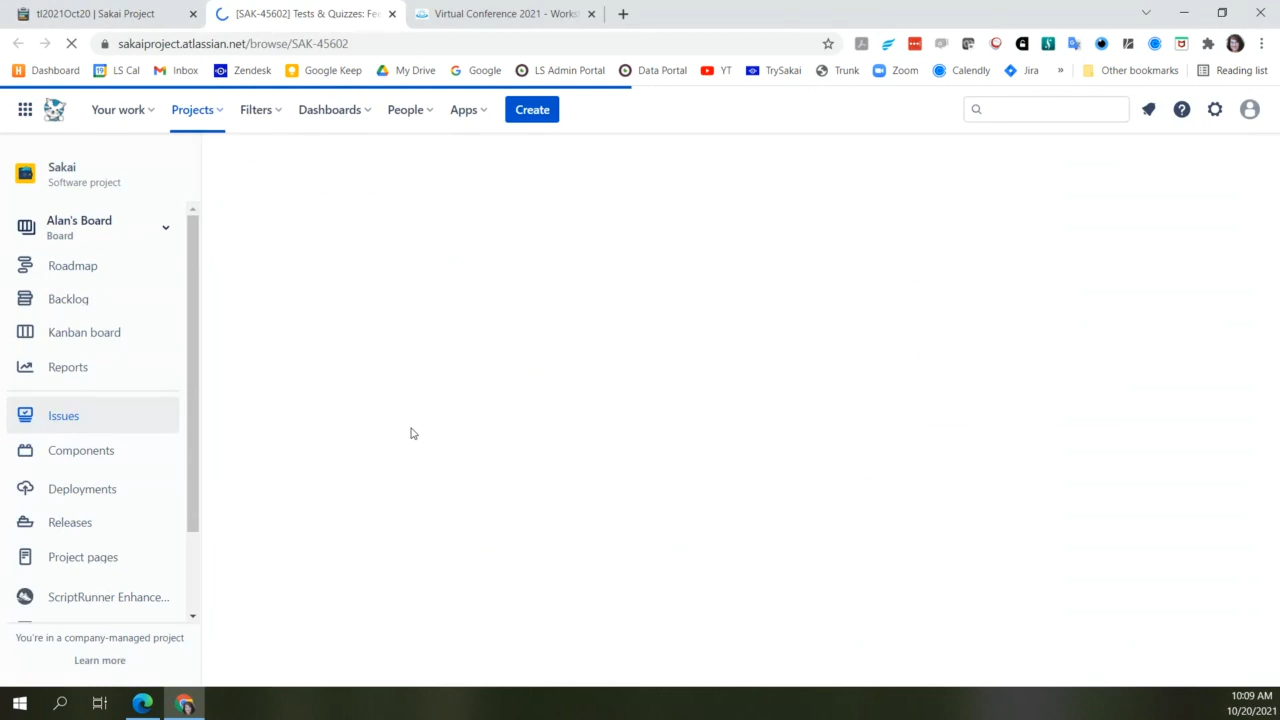 tl2021Oct20 | Sakai Project
[SAK-45602] Tests & Quizzes: Fe
Virtual Conference 2021 - Works
sakaiproject.atlassian.net/browse/SAK-45602
Dashboard
LS Cal
Inbox
Zendesk
Google Keep
My Drive
Google
LS Admin Portal
Data Portal
YT
TrySakai
Trunk
Zoom
Calendly
Jira
»
Other bookmarks
Reading list
Your work
Projects
Filters
Dashboards
People
Apps
Create
Sakai
Software project
Alan's Board
Board
Roadmap
Backlog
Kanban board
Reports
Issues
Components
Deployments
Releases
Project pages
ScriptRunner Enhance...
You're in a company-managed project
Learn more
10:09 AM
10/20/2021